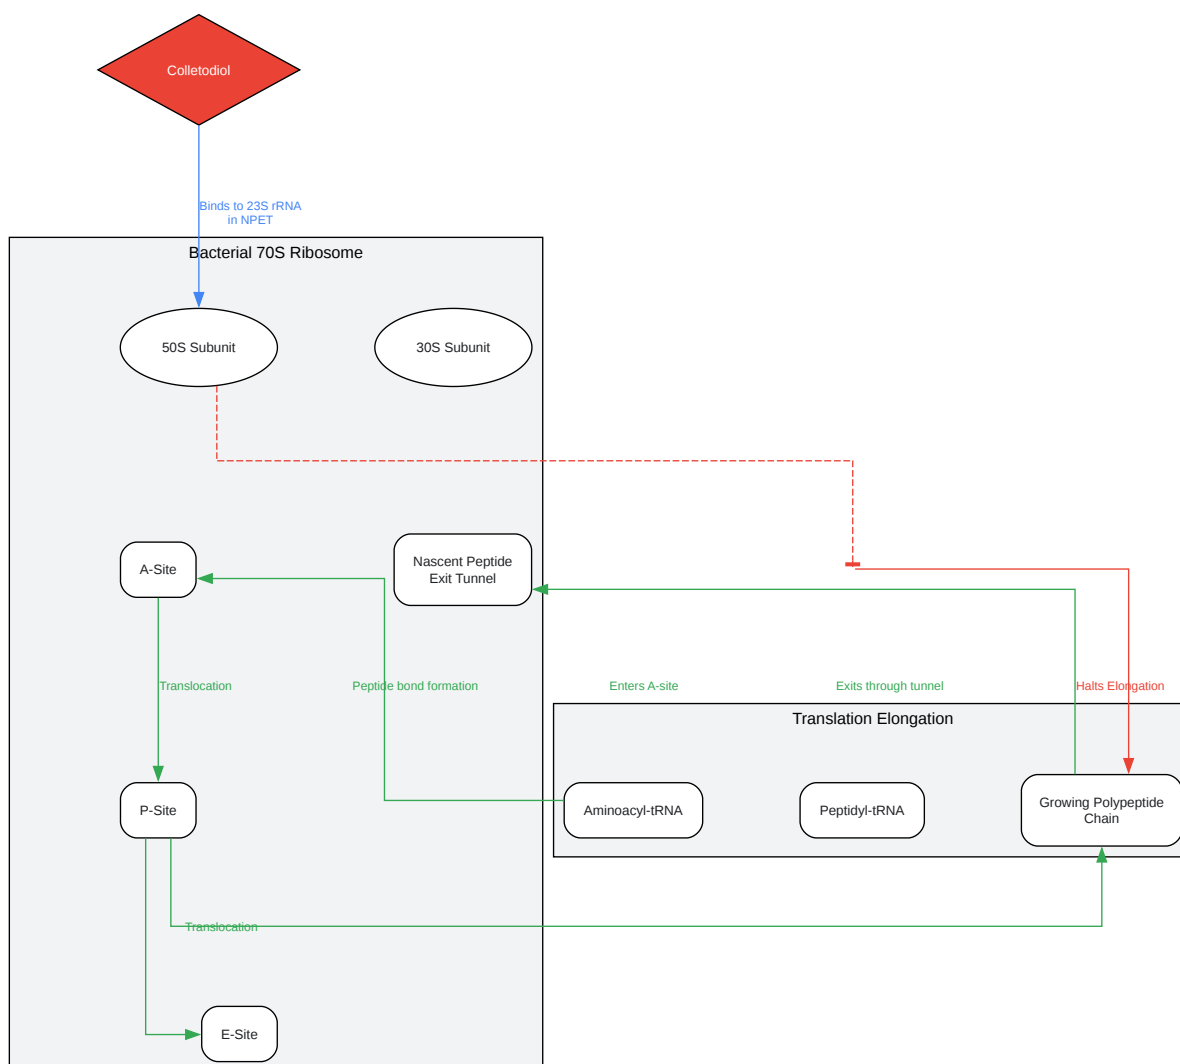 Colletodiol
Binds to 23S rRNA
in NPET
Bacterial 70S Ribosome
50S Subunit
30S Subunit
A-Site
Nascent Peptide
Exit Tunnel
Translocation
Peptide bond formation
Enters A-site
Exits through tunnel
Halts Elongation
Translation Elongation
P-Site
Aminoacyl-tRNA
Peptidyl-tRNA
Growing Polypeptide
Chain
Translocation
E-Site